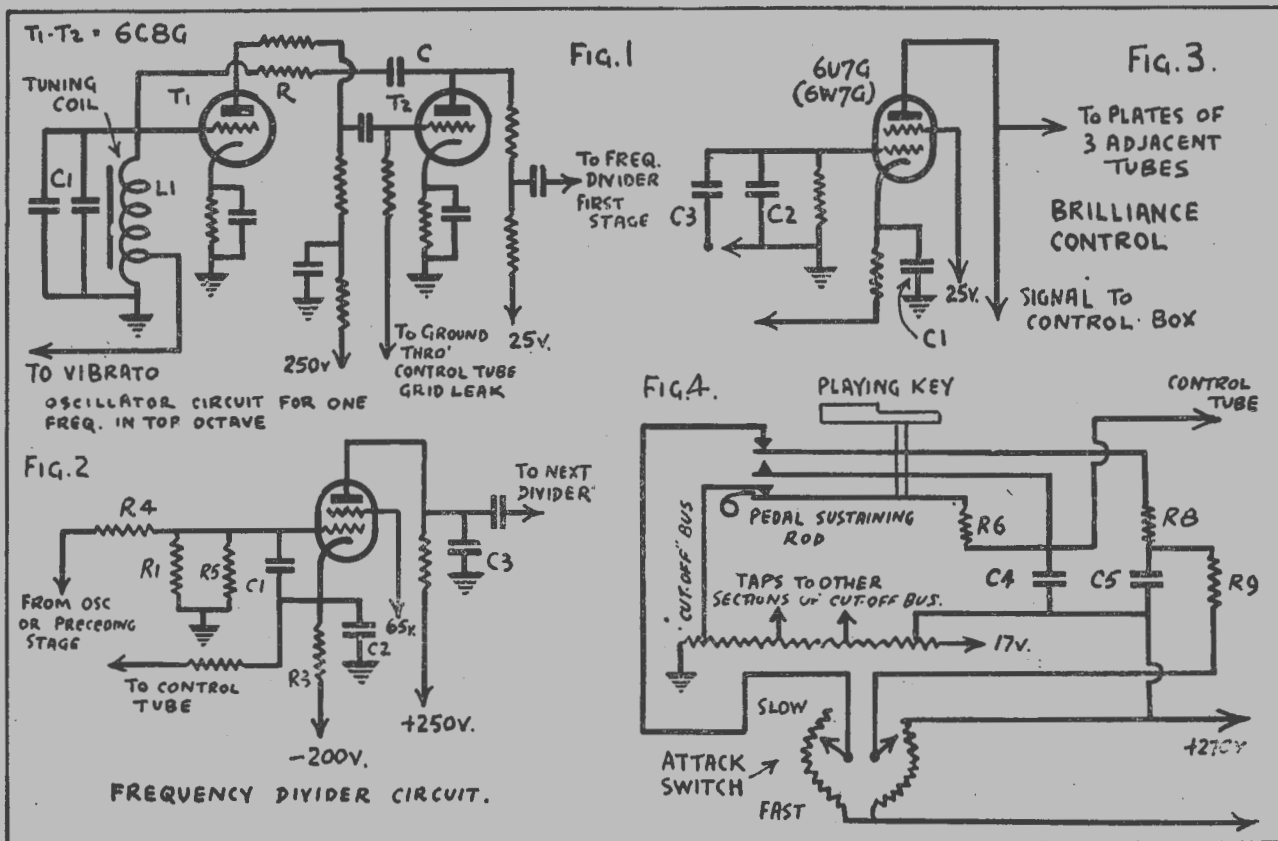 T1-T2 = 6C8G
FIG.1
TUNING
COIL
T1
R
C
T2
C1
L1
TO FREQ.
DIVIDER
FIRST
STAGE
TO VIBRATO
250V
TO GROUND
THRO'
CONTROL TUBE
GRID LEAK
25V.
OSCILLATOR CIRCUIT FOR ONE
FREQ. IN TOP OCTAVE
FIG.3.
6U7G
(6W7G)
TO PLATES OF
3 ADJACENT
TUBES
C3
C2
BRILLIANCE
CONTROL
C1
25V.
SIGNAL TO
CONTROL BOX
FIG.2
R4
R1
R5
C1
TO NEXT
DIVIDER
C3
FROM OSC
OR PRECEDING
STAGE
65V.
C2
TO CONTROL
TUBE
R3
-200V.
+250V.
FREQUENCY DIVIDER CIRCUIT.
FIG.4.
PLAYING KEY
CONTROL
TUBE
"CUT-OFF" BUS
PEDAL SUSTAINING
ROD
R6
R8
C4
C5
R9
TAPS TO OTHER
SECTIONS OF CUT-OFF BUS.
17V.
SLOW
ATTACK
SWITCH
FAST